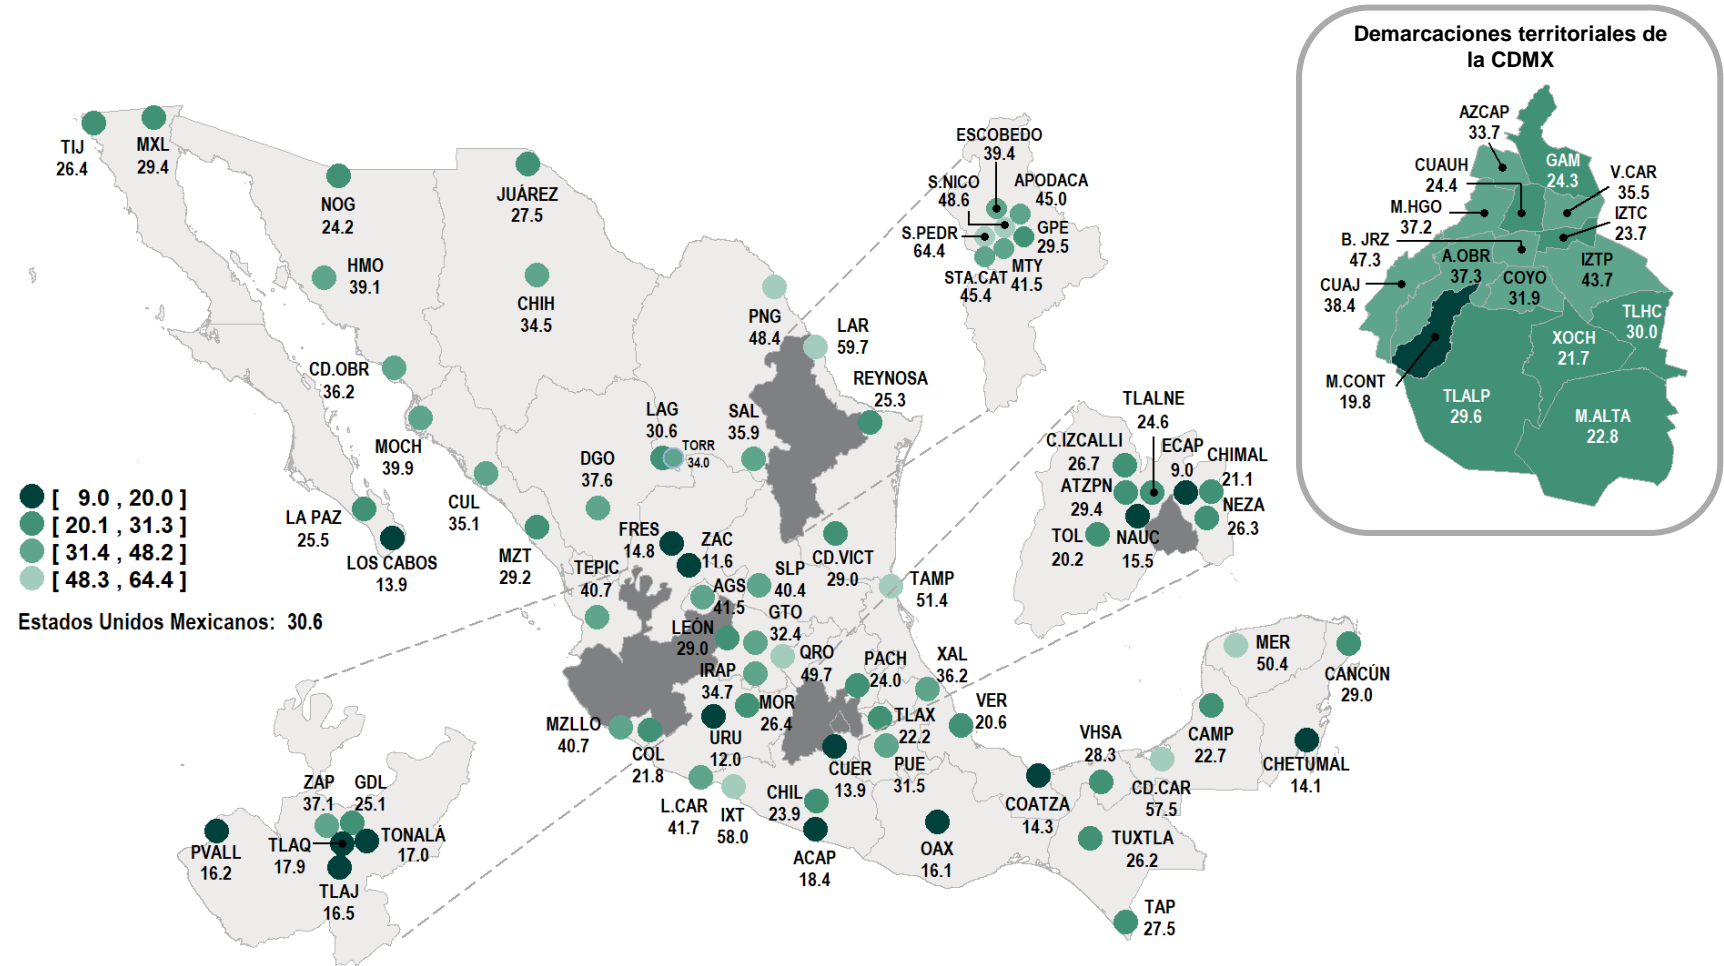 Demarcaciones territoriales de
la CDMX
AZCAP
33.7
CUAUH
24.4
GAM
24.3
V.CAR
35.5
M.HGO
37.2
IZTC
23.7
B. JRZ
47.3
A.OBR
37.3
IZTP
43.7
CUAJ
38.4
COYO
31.9
TLHC
30.0
XOCH
21.7
M.CONT
19.8
TLALP
29.6
M.ALTA
22.8
TIJ
26.4
MXL
29.4
NOG
24.2
JUÁREZ
27.5
HMO
39.1
CHIH
34.5
CD.OBR
36.2
MOCH
39.9
CUL
35.1
LA PAZ
25.5
LOS CABOS
13.9
MZT
29.2
DGO
37.6
LAG
30.6
TORR
34.0
SAL
35.9
PNG
48.4
LAR
59.7
REYNOSA
25.3
ESCOBEDO
39.4
S.NICO
48.6
APODACA
45.0
S.PEDR
64.4
GPE
29.5
STA.CAT
45.4
MTY
41.5
TLALNE
24.6
C.IZCALLI
26.7
ECAP
9.0
CHIMAL
21.1
ATZPN
29.4
NEZA
26.3
TOL
20.2
NAUC
15.5
FRES
14.8
ZAC
11.6
TEPIC
40.7
AGS
41.5
SLP
40.4
CD.VICT
29.0
TAMP
51.4
LEÓN
29.0
GTO
32.4
QRO
49.7
IRAP
34.7
PACH
24.0
XAL
36.2
MOR
26.4
TLAX
22.2
VER
20.6
MZLLO
40.7
COL
21.8
URU
12.0
CUER
13.9
PUE
31.5
L.CAR
41.7
IXT
58.0
CHIL
23.9
ACAP
18.4
OAX
16.1
COATZA
14.3
VHSA
28.3
CD.CAR
57.5
CAMP
22.7
MER
50.4
CANCÚN
29.0
CHETUMAL
14.1
TUXTLA
26.2
TAP
27.5
ZAP
37.1
GDL
25.1
PVALL
16.2
TLAQ
17.9
TONALÁ
17.0
TLAJ
16.5
[ 9.0 , 20.0 ]
[ 20.1 , 31.3 ]
[ 31.4 , 48.2 ]
[ 48.3 , 64.4 ]
Estados Unidos Mexicanos: 30.6